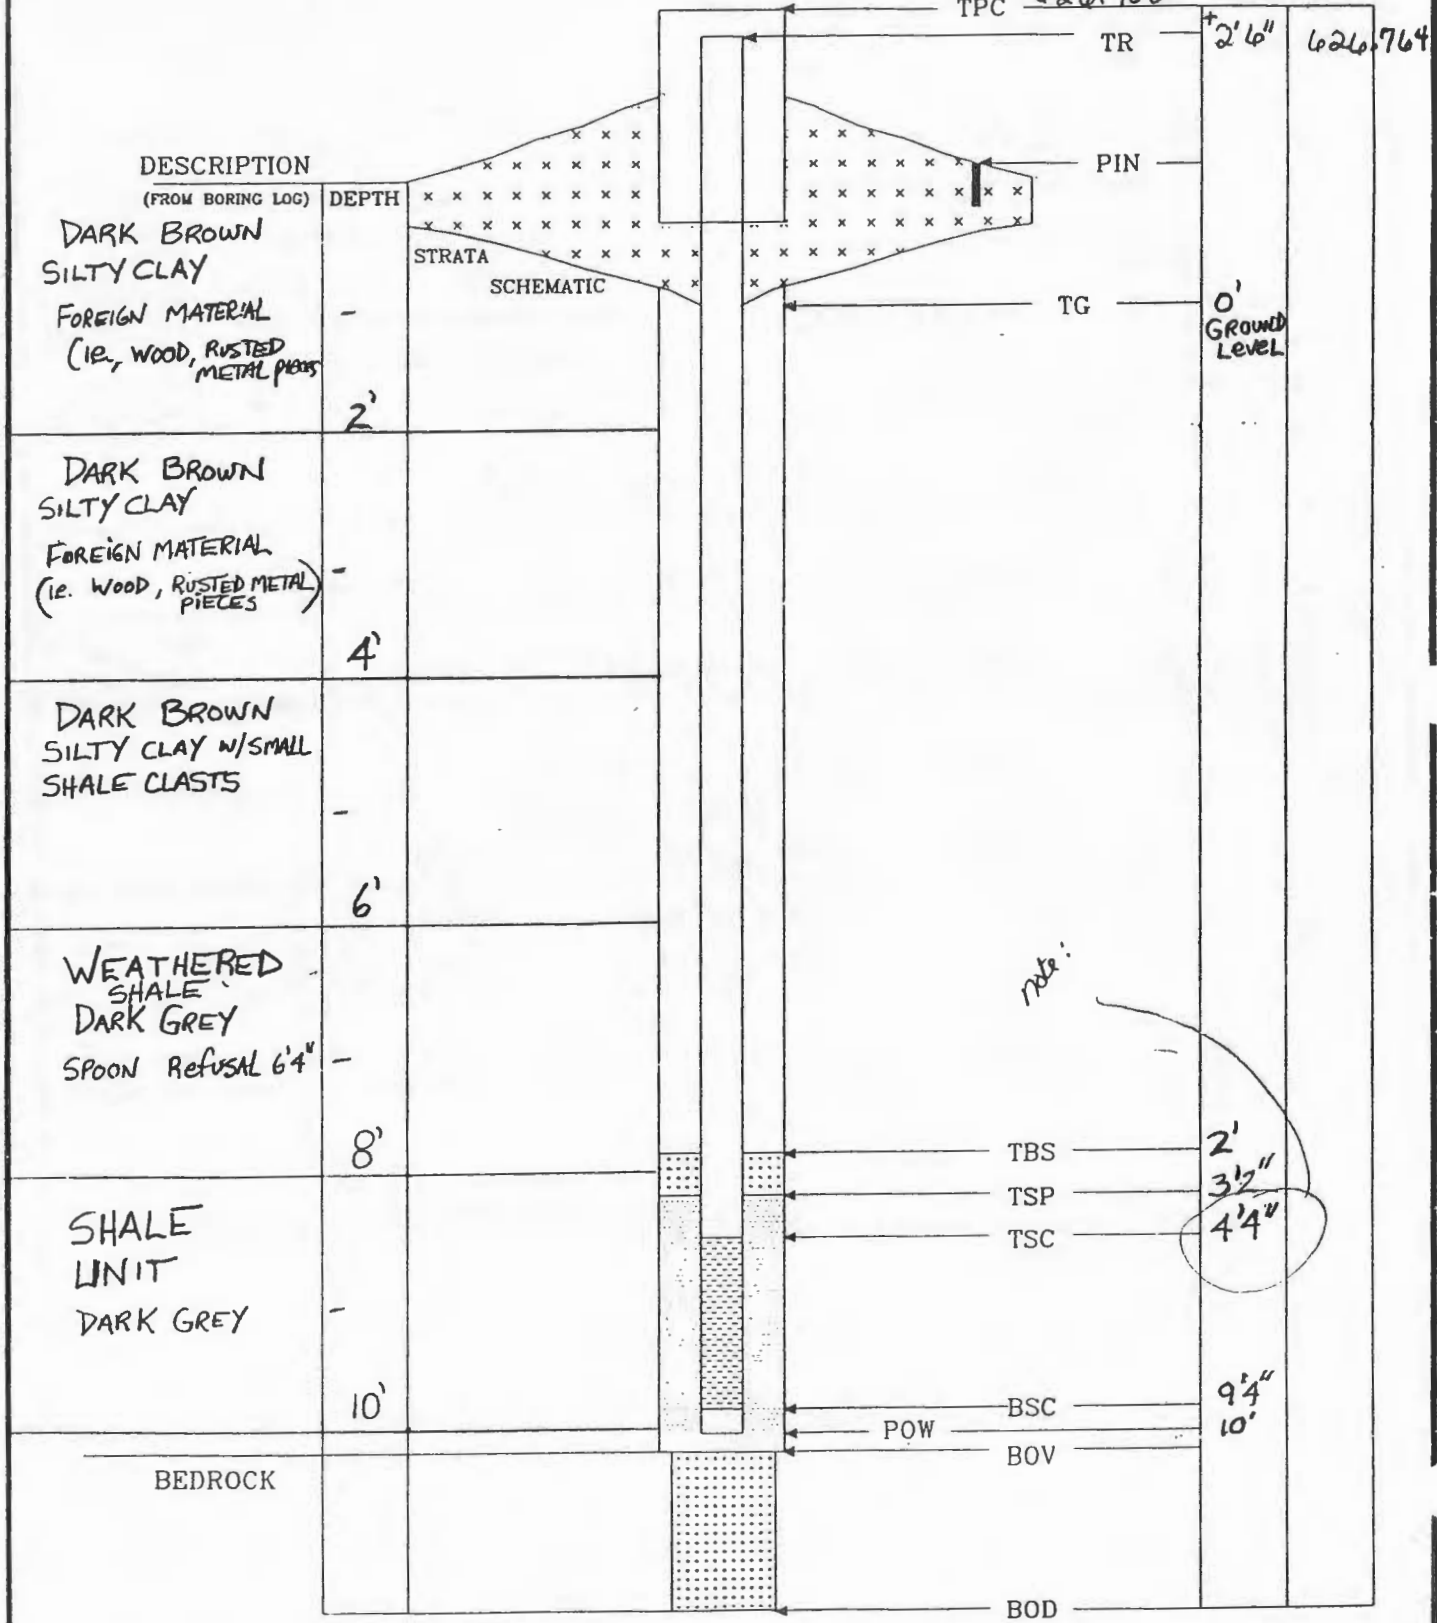 TPC
TR +2'6" 626.764
PIN
DESCRIPTION
(FROM BORING LOG) DEPTH
DARK BROWN
SILTY CLAY
STRATA
SCHEMATIC
FOREIGN MATERIAL -
(ie., WOOD, RUSTED
METAL PIECES
TG 0'
GROUND
LEVEL
2'
DARK BROWN
SILTY CLAY
FOREIGN MATERIAL
(ie. WOOD, RUSTED METAL) -
PIECES
4'
DARK BROWN
SILTY CLAY W/SMALL
SHALE CLASTS
-
6'
WEATHERED
SHALE
DARK GREY
SPOON REFUSAL 6'4" -
note:
8'
TBS 2'
TSP 3'2"
TSC 4'4"
SHALE
UNIT
DARK GREY -
10'
BSC 9'4"
POW 10'
BOV
BEDROCK
BOD